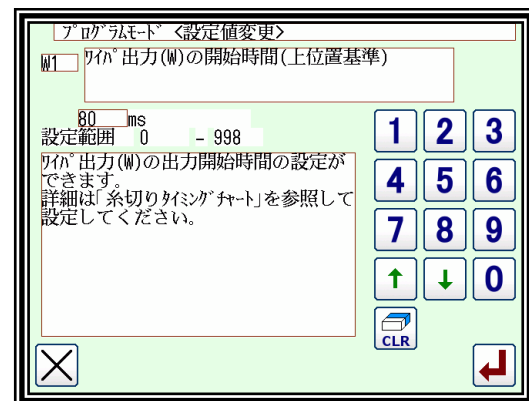 ﾌﾟﾛｸﾞﾗﾑﾓｰﾄﾞ <設定値変更>
W1 ﾜｲﾊﾟ出力(W)の開始時間(上位置基準)
80 ms
設定範囲 0 - 998
ﾜｲﾊﾟ出力(W)の出力開始時間の設定が
できます。
詳細は｢糸切りﾀｲﾐﾝｸﾞﾁｬｰﾄ｣を参照して
設定してください。
1 2 3
4 5 6
7 8 9
↑ ↓ 0
CLR